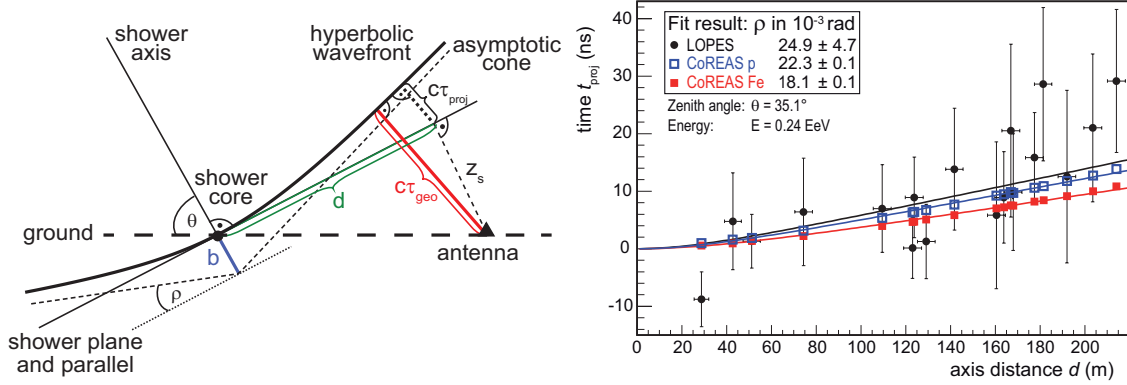 shower
axis
hyperbolic
wavefront
asymptotic
cone
cτproj
shower
core
d
cτgeo
zs
θ
ground
b
antenna
ρ
shower plane
and parallel
time tproj (ns)
40
30
20
10
0
-10
Fit result: ρ in 10-3 rad
LOPES 24.9 ± 4.7
CoREAS p 22.3 ± 0.1
CoREAS Fe 18.1 ± 0.1
Zenith angle: θ = 35.1°
Energy: E = 0.24 EeV
0 20 40 60 80 100 120 140 160 180 200
axis distance d (m)